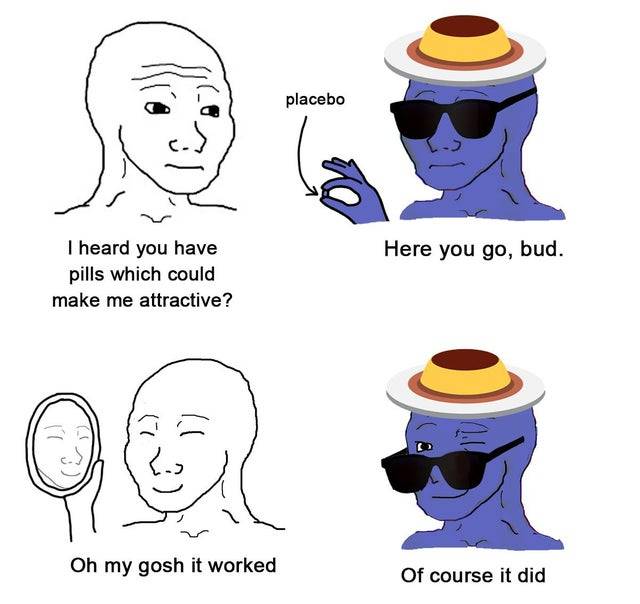 placebo
I heard you have
pills which could
make me attractive?
Here you go, bud.
Oh my gosh it worked
Of course it did